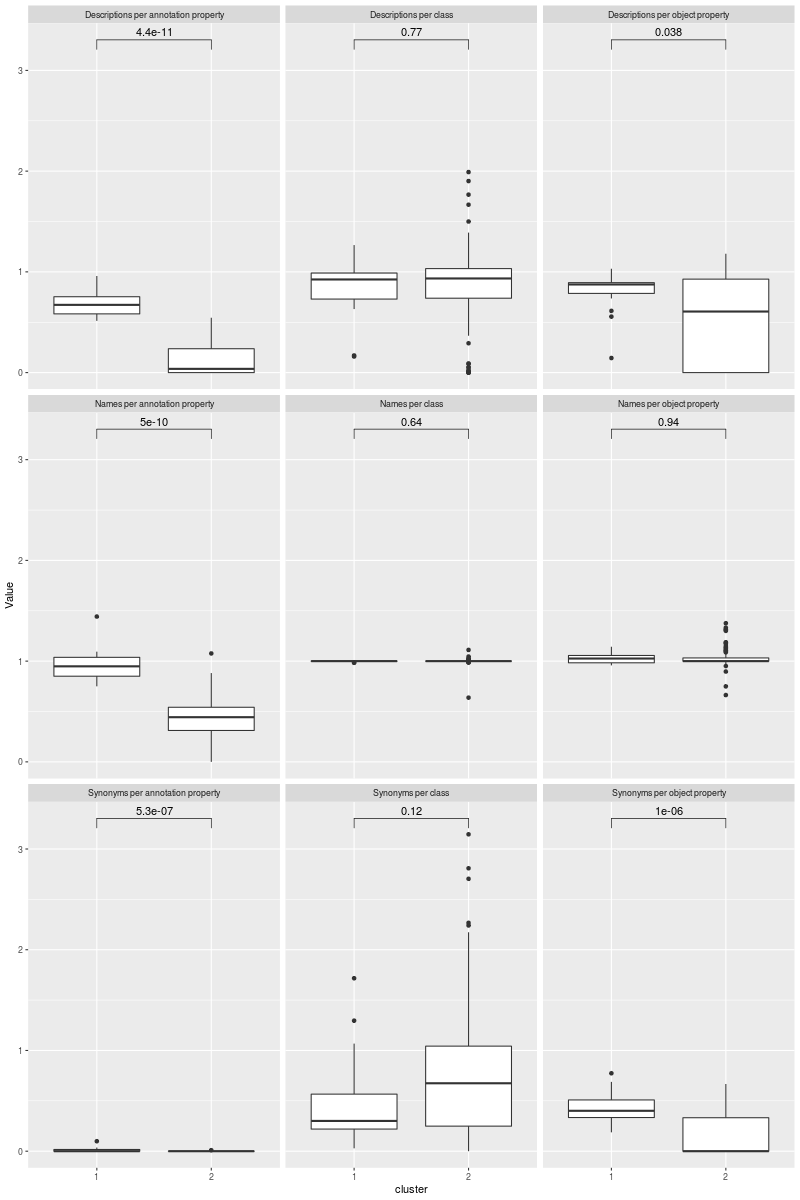 Descriptions per annotation property
Descriptions per class
Descriptions per object property
4.4e-11
0.77
0.038
3
2
1
0
Names per annotation property
Names per class
Names per object property
5e-10
0.64
0.94
3
2
1
0
Value
Synonyms per annotation property
Synonyms per class
Synonyms per object property
5.3e-07
0.12
1e-06
3
2
1
0
1 2 1 2 1 2
cluster